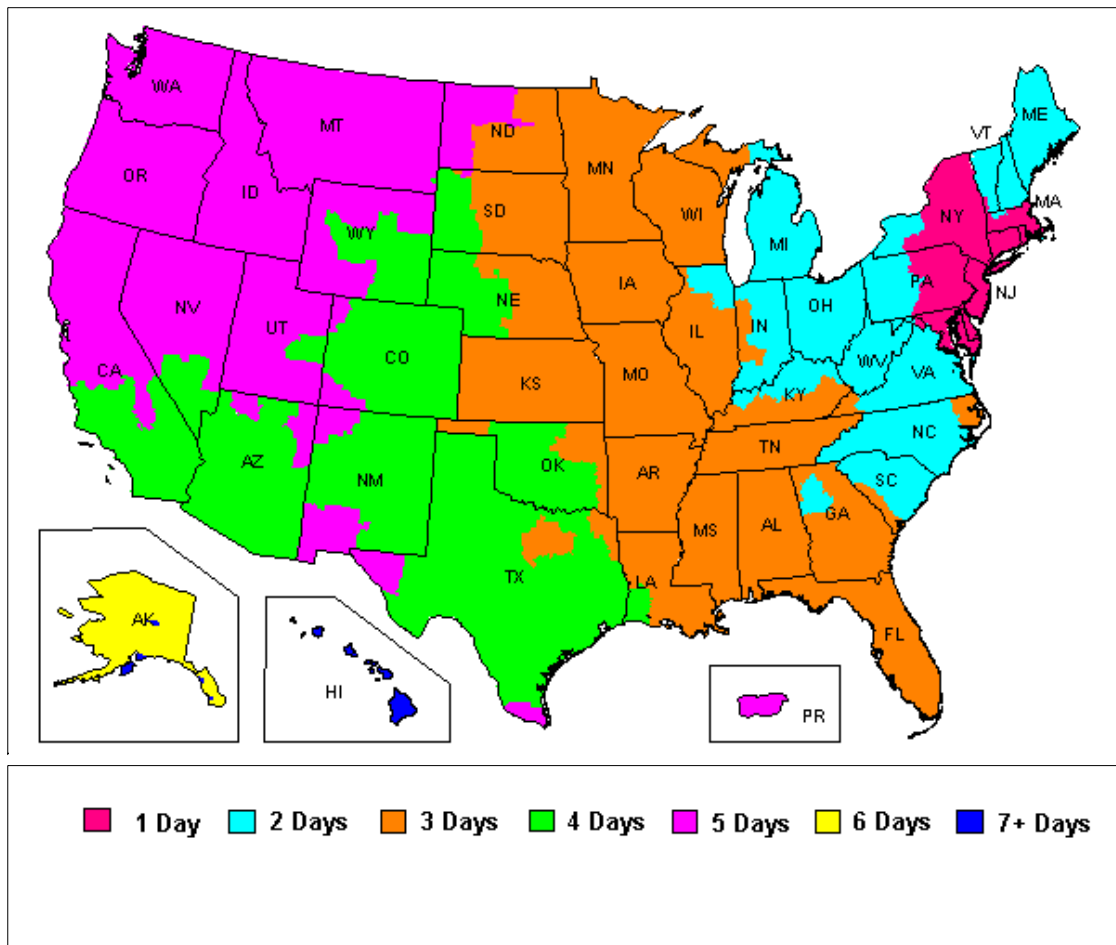 WA
MT
ND
MN
VT
ME
OR
ID
SD
WI
NY
MA
WY
MI
IA
NE
PA
NJ
NV
UT
CO
IL
IN
OH
WV
VA
CA
KS
MO
KY
NC
AZ
NM
OK
AR
TN
SC
TX
LA
MS
AL
GA
FL
AK
HI
PR
1 Day 2 Days 3 Days 4 Days 5 Days 6 Days 7+ Days